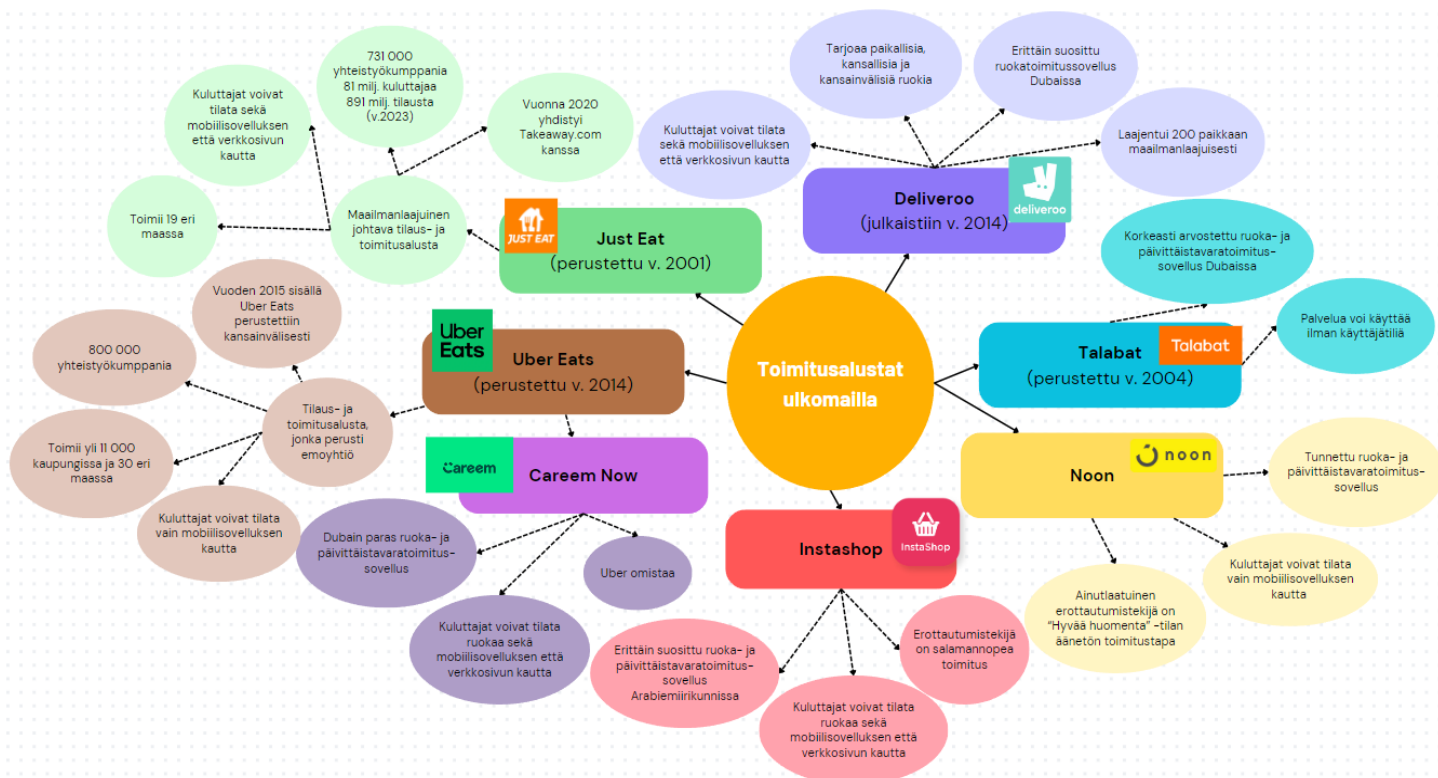 731 000
yhteistyökumppania
81 milj. kuluttajaa
891 milj. tilausta
(v.2023)
Kuluttajat voivat
tilata sekä
mobiilisovelluksen
että verkkosivun
kautta
Vuonna 2020
yhdistyi
Takeaway.com
kanssa
Toimii 19 eri
maassa
Maailmanlaajuinen
johtava tilaus- ja
toimitusalusta
JUST EAT
Just Eat
(perustettu v. 2001)
Tarjoaa paikallisia,
kansallisia ja
kansainvälisiä ruokia
Erittäin suosittu
ruokatoimitussovellus
Dubaissa
Kuluttajat voivat tilata
sekä mobiilisovelluksen
että verkkosivun kautta
Laajentui 200 paikkaan
maailmanlaajuisesti
Deliveroo
(julkaistiin v. 2014)
deliveroo
Korkeasti arvostettu ruoka- ja
päivittäistavaratoimitus-
sovellus Dubaissa
Palvelua voi käyttää
ilman käyttäjätiliä
Talabat
(perustettu v. 2004)
Talabat
Toimitusalustat
ulkomailla
Vuoden 2015 sisällä
Uber Eats
perustettiin
kansainvälisesti
800 000
yhteistyökumppania
Tilaus- ja
toimitusalusta,
jonka perusti
emoyhtiö
Toimii yli 11 000
kaupungissa ja 30 eri
maassa
Kuluttajat voivat tilata
vain mobiilisovelluksen
kautta
Uber
Eats
Uber Eats
(perustettu v. 2014)
Careem
Careem Now
Dubain paras ruoka- ja
päivittäistavaratoimitus-
sovellus
Uber omistaa
Kuluttajat voivat tilata
ruokaa sekä
mobiilisovelluksen että
verkkosivun kautta
Instashop
InstaShop
Erittäin suosittu ruoka- ja
päivittäistavaratoimitus-
sovellus
Arabiemiirikunnissa
Kuluttajat voivat tilata
ruokaa sekä
mobiilisovelluksen että
verkkosivun kautta
Erottautumistekijä
on salamannopea
toimitus
Noon
noon
Tunnettu ruoka- ja
päivittäistavaratoimitus-
sovellus
Kuluttajat voivat tilata
vain mobiilisovelluksen
kautta
Ainutlaatuinen
erottautumistekijä on
"Hyvää huomenta" -tilan
äänetön toimitustapa